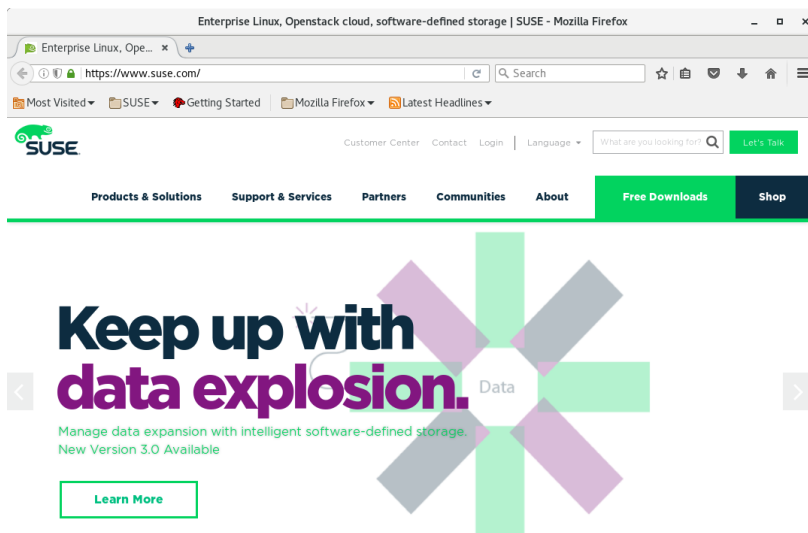 Enterprise Linux, Openstack cloud, software-defined storage | SUSE - Mozilla Firefox
Enterprise Linux, Ope...
https://www.suse.com/
Search
Most Visited SUSE Getting Started Mozilla Firefox Latest Headlines
SUSE
Customer Center Contact Login Language What are you looking for? Let's Talk
Products & Solutions Support & Services Partners Communities About Free Downloads Shop
Keep up with
data explosion.
Data
Manage data expansion with intelligent software-defined storage.
New Version 3.0 Available
Learn More